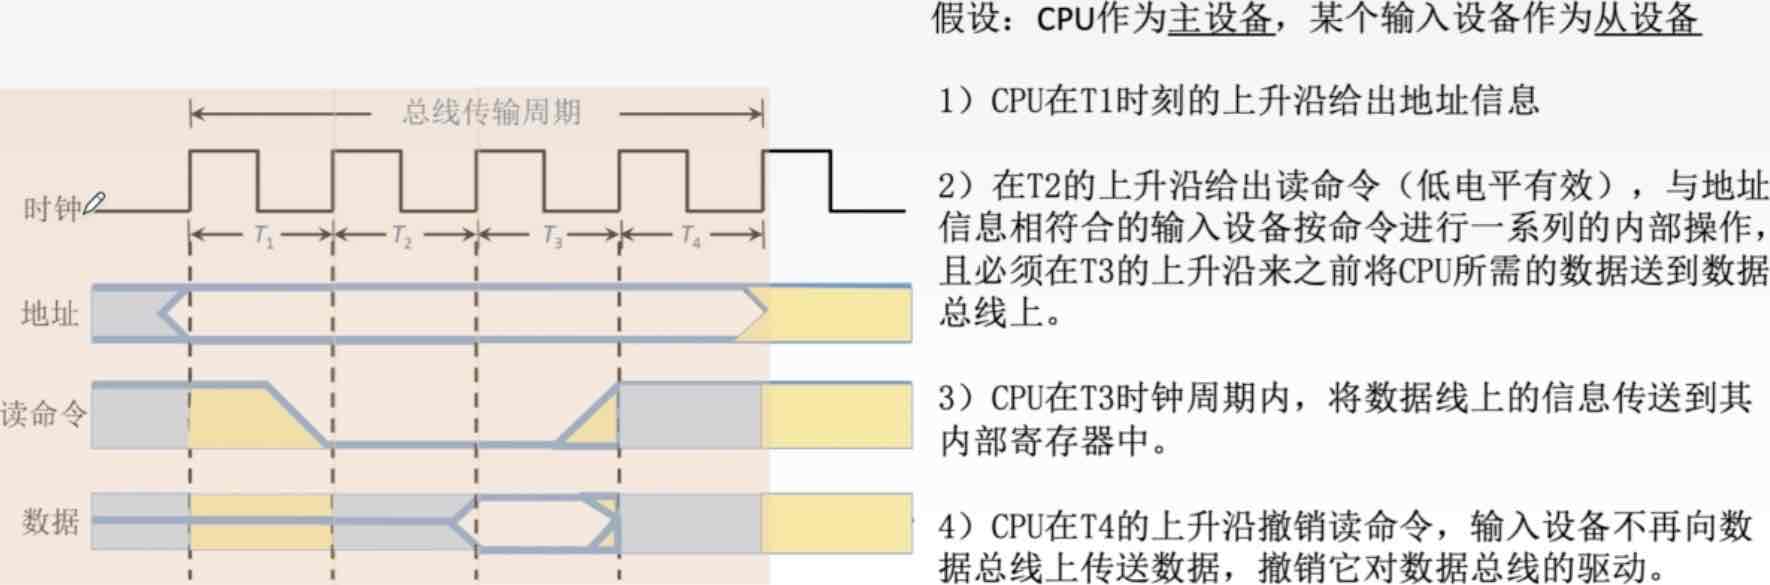 假设：CPU作为主设备，某个输入设备作为从设备
1）CPU在T1时刻的上升沿给出地址信息
2）在T2的上升沿给出读命令（低电平有效），与地址
信息相符合的输入设备按命令进行一系列的内部操作，
且必须在T3的上升沿来之前将CPU所需的数据送到数据
总线上。
3）CPU在T3时钟周期内，将数据线上的信息传送到其
内部寄存器中。
4）CPU在T4的上升沿撤销读命令，输入设备不再向数
据总线上传送数据，撤销它对数据总线的驱动。
总线传输周期
时钟
T1 T2 T3 T4
地址
读命令
数据